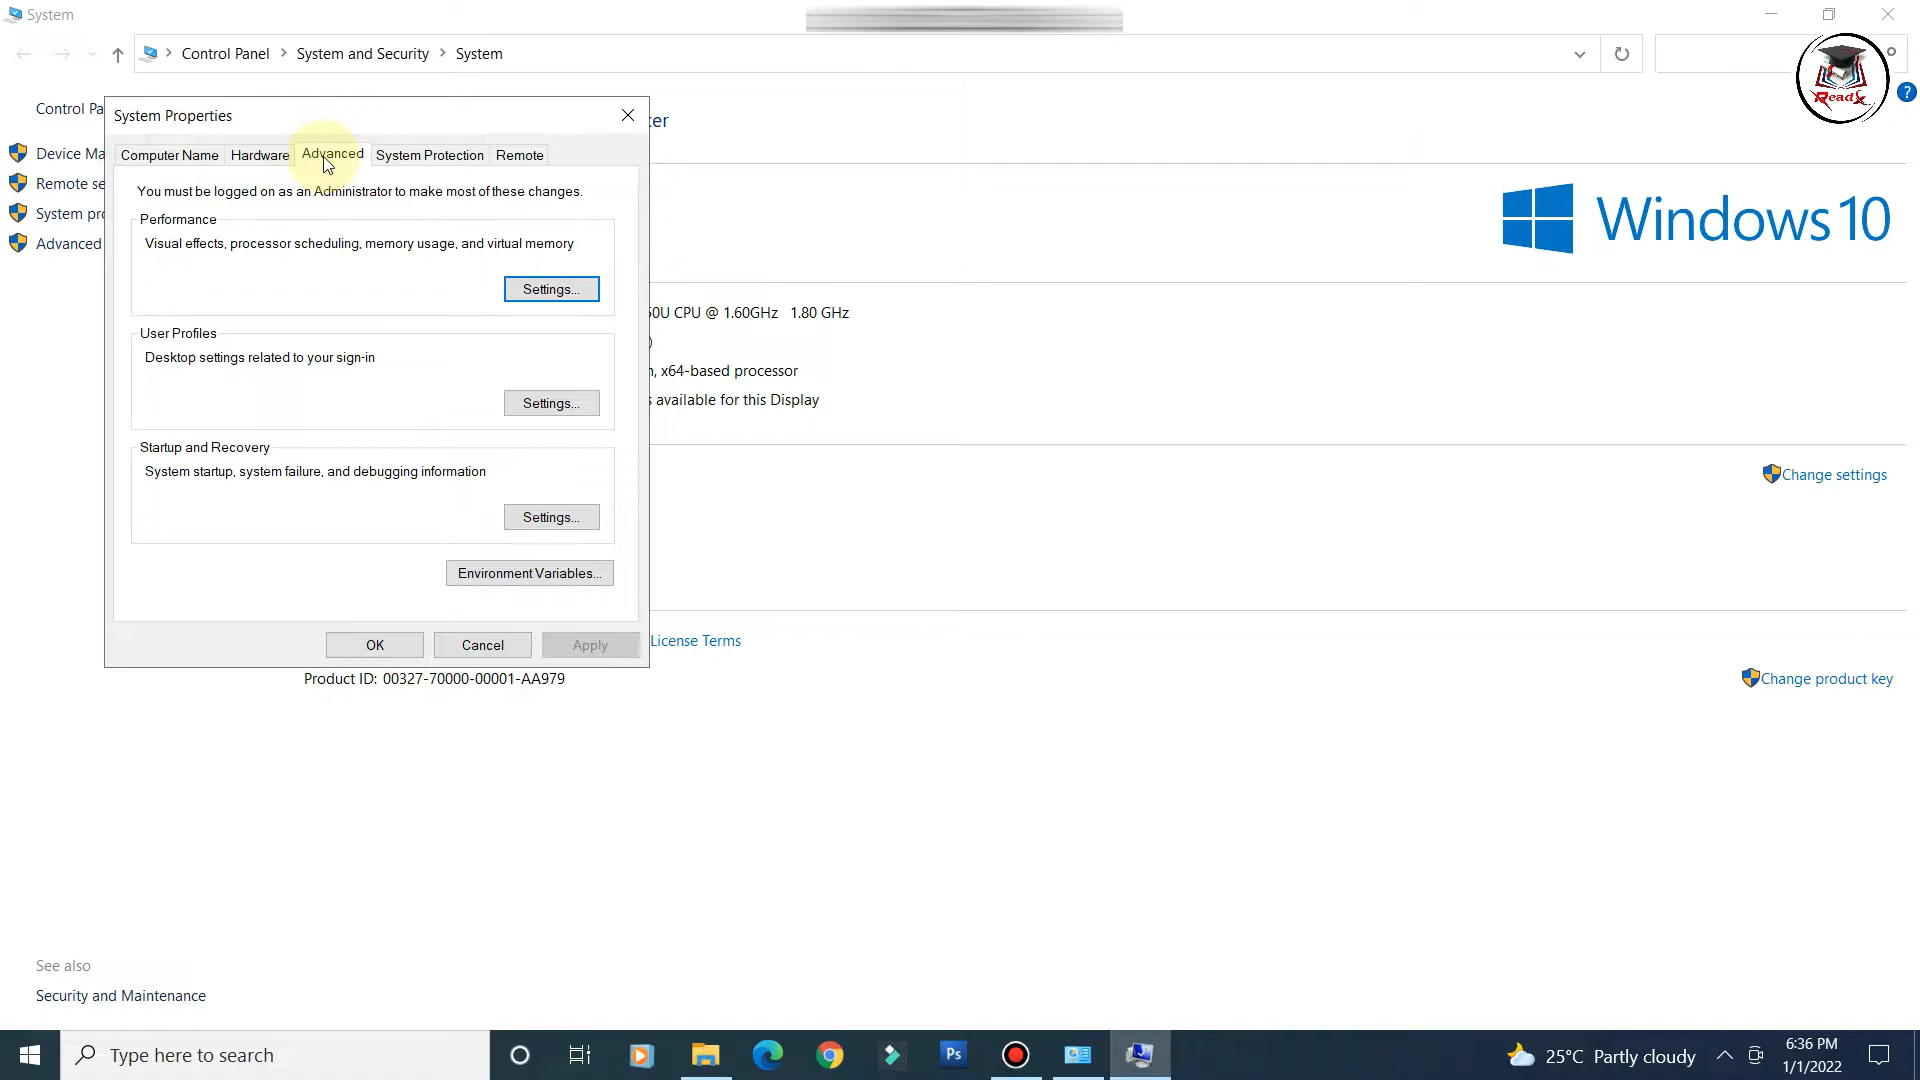 System
Control Panel > System and Security > System
ReadX
?
Control Pa
System Properties
ter
Computer Name Hardware Advanced System Protection Remote
Device Ma
Remote se
System pro
Advanced
You must be logged on as an Administrator to make most of these changes.
Performance
Visual effects, processor scheduling, memory usage, and virtual memory
Settings...
Windows 10
50U CPU @ 1.60GHz 1.80 GHz
)
User Profiles
Desktop settings related to your sign-in
, x64-based processor
Settings...
s available for this Display
Startup and Recovery
System startup, system failure, and debugging information
Change settings
Settings...
Environment Variables...
OK Cancel Apply
License Terms
Product ID: 00327-70000-00001-AA979
Change product key
See also
Security and Maintenance
Type here to search
Ps
25°C Partly cloudy
6:36 PM
1/1/2022